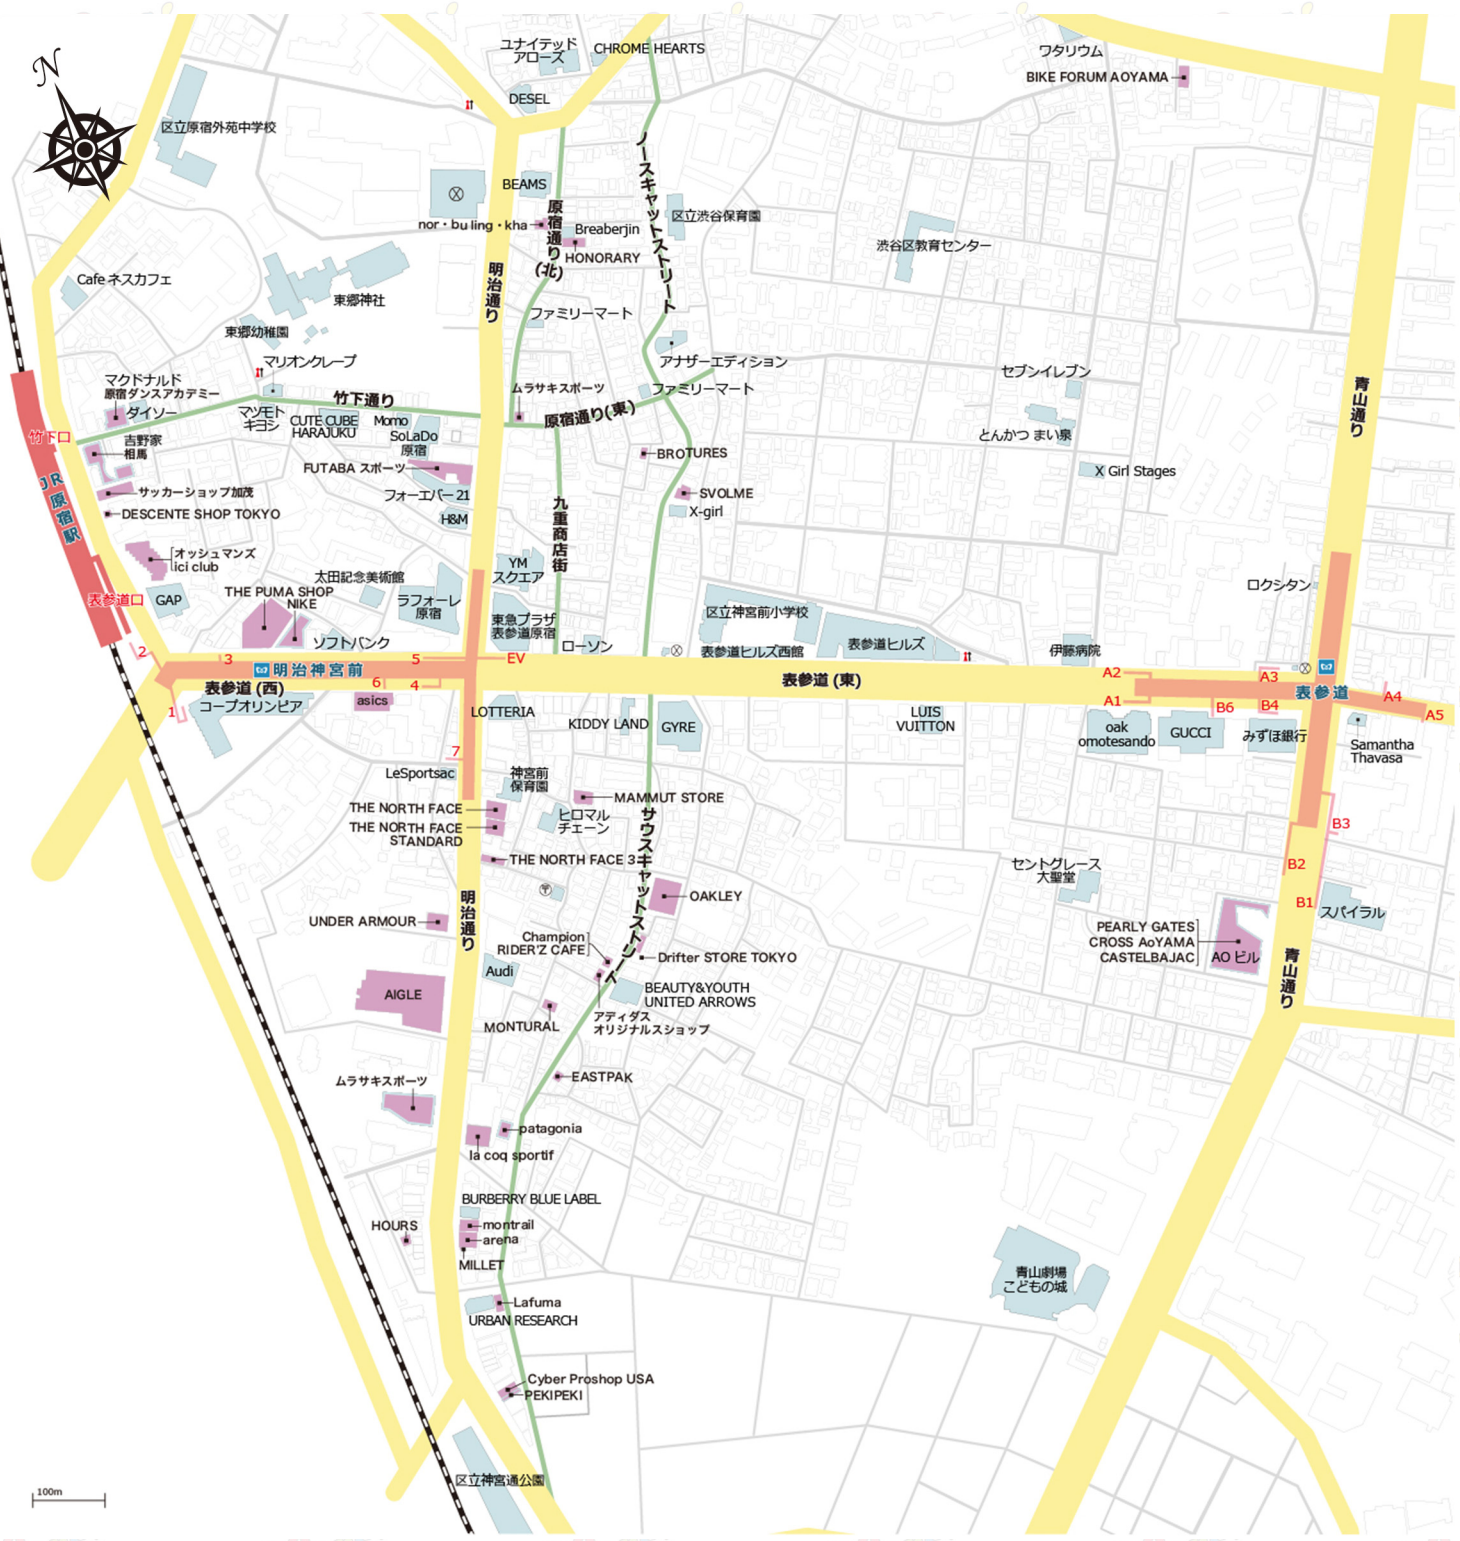 N
ユナイテッド
アローズ
CHROME HEARTS
ワタリウム
BIKE FORUM AOYAMA
DESEL
区立原宿外苑中学校
ノースキャットストリート
BEAMS
原宿通り(北)
nor・bu ling・kha
Breaberjin
HONORARY
区立渋谷保育園
渋谷区教育センター
明治通り
Cafe ネスカフェ
東郷神社
ファミリーマート
東郷幼稚園
マリオンクレープ
アナザーエディション
セブンイレブン
マクドナルド
原宿ダンスアカデミー
ダイソー
竹下通り
ムラサキスポーツ
ファミリーマート
原宿通り(東)
青山通り
マツモト
キヨシ
CUTE CUBE
HARAJUKU
Momo
SoLaDo
原宿
竹下口
吉野家
相馬
とんかつ まい泉
BROTURES
FUTABA スポーツ
X Girl Stages
JR原宿駅
サッカーショップ加茂
フォーエバー 21
SVOLME
X-girl
DESCENTE SHOP TOKYO
H&M
九重商店街
オッシュマンズ
ici club
YM
スクエア
太田記念美術館
ロクシタン
THE PUMA SHOP
NIKE
表参道口
GAP
ラフォーレ
原宿
区立神宮前小学校
東急プラザ
表参道原宿
ソフトバンク
ローソン
表参道ヒルズ西館
表参道ヒルズ
伊藤病院
2
3
明治神宮前
5
EV
表参道 (西)
6
4
表参道 (東)
A2
A3
表参道
A4
A1
B6
B4
A5
1
コープオリンピア
asics
LOTTERIA
KIDDY LAND
GYRE
LUIS
VUITTON
oak
omotesando
GUCCI
みずほ銀行
Samantha
Thavasa
7
LeSportsac
神宮前
保育園
MAMMUT STORE
THE NORTH FACE
ヒロマル
チェーン
THE NORTH FACE
STANDARD
サウスキャットストリート
B3
THE NORTH FACE 3
セントグレース
大聖堂
B2
OAKLEY
B1
スパイラル
UNDER ARMOUR
明治通り
PEARLY GATES
CROSS AoYAMA
CASTELBAJAC
AO ビル
Champion
RIDER'Z CAFE
Drifter STORE TOKYO
Audi
青山通り
BEAUTY&YOUTH
UNITED ARROWS
AIGLE
MONTURAL
アディダス
オリジナルスショップ
EASTPAK
ムラサキスポーツ
patagonia
la coq sportif
BURBERRY BLUE LABEL
HOURS
montrail
arena
MILLET
青山劇場
こどもの城
Lafuma
URBAN RESEARCH
Cyber Proshop USA
PEKIPEKI
区立神宮通公園
100m